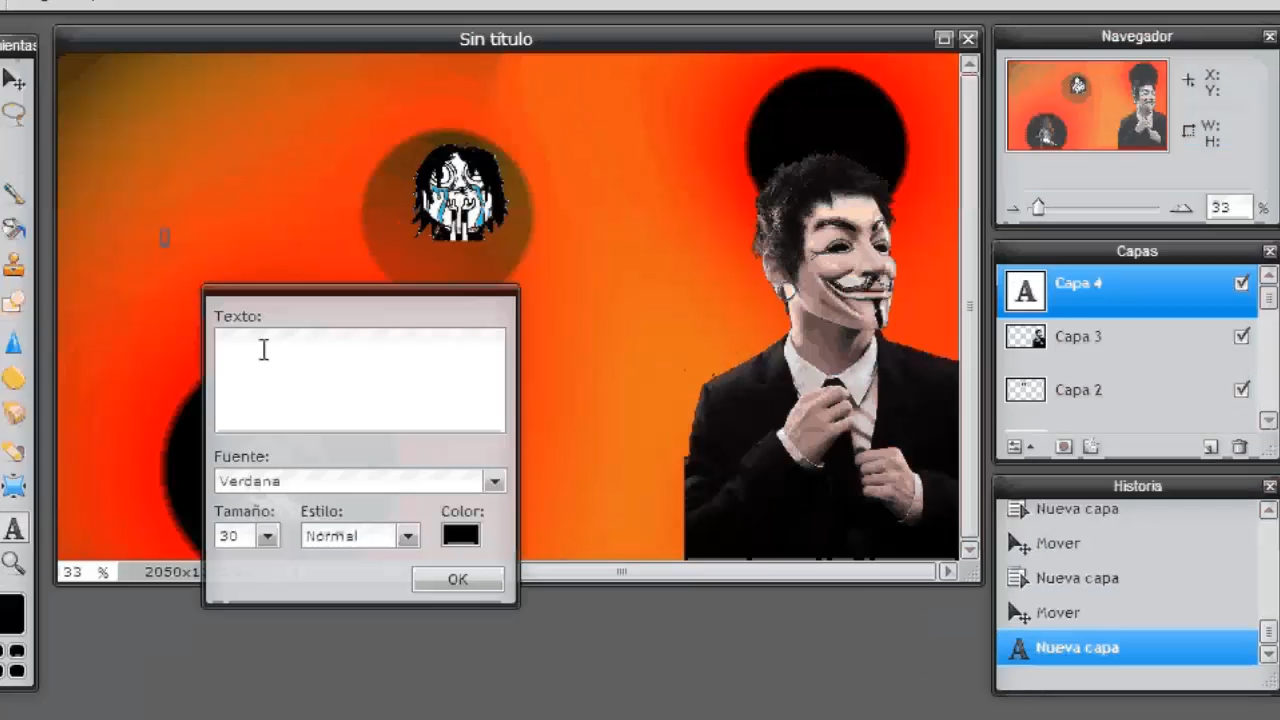 Sin título
Navegador
ientas
X:
Y:
W:
H:
33 %
Capas
Capa 4
Capa 3
Capa 2
Texto:
Fuente:
Verdana
Tamaño: Estilo: Color:
30 Normal
OK
33 % 2050x1
Historia
Nueva capa
Mover
Nueva capa
Mover
Nueva capa
A
A
A